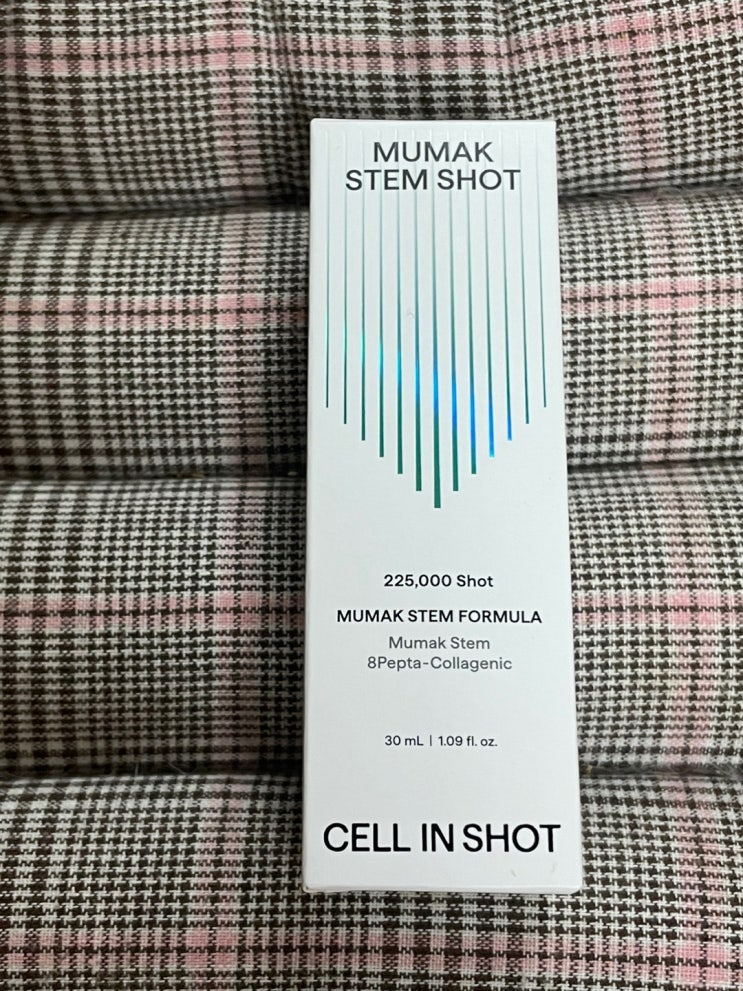 MUMAK
STEM SHOT
225,000 Shot
MUMAK STEM FORMULA
Mumak Stem
8Pepta-Collagenic
30 mL | 1.09 fl. oz.
CELL IN SHOT